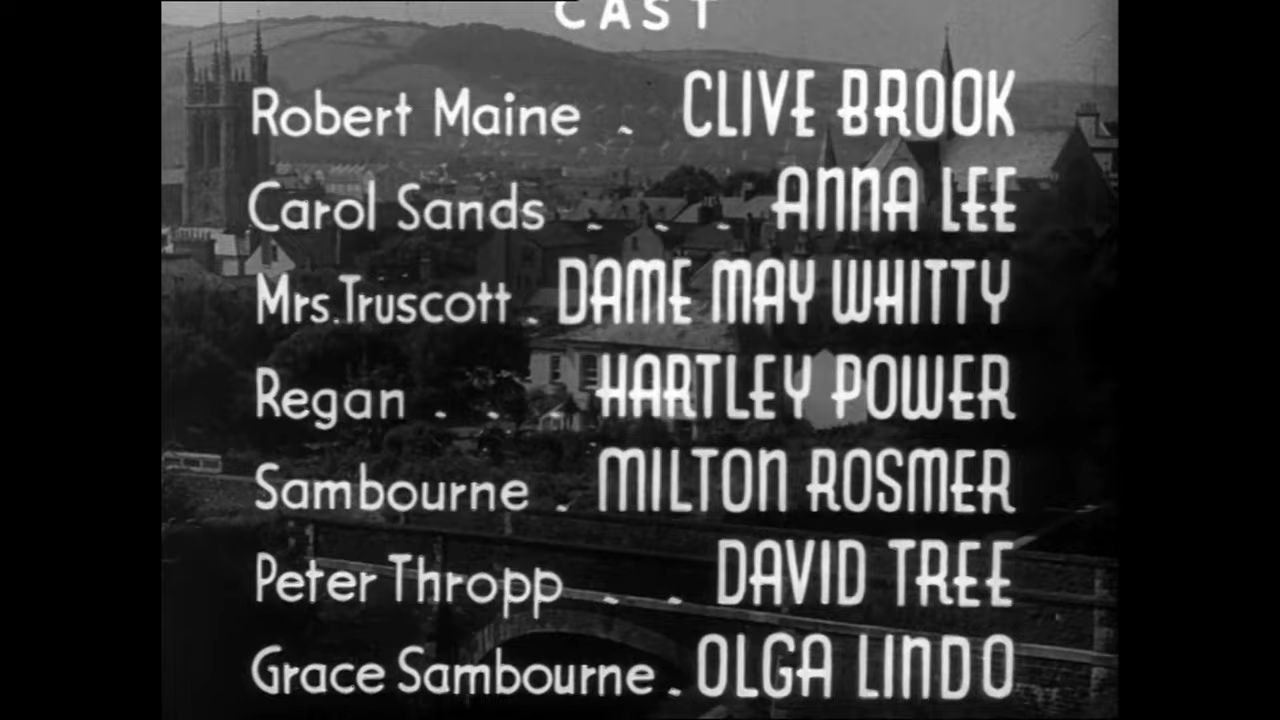 CAST
Robert Maine . CLIVE BROOK
Carol Sands . . . ANNA LEE
Mrs. Truscott . DAME MAY WHITTY
Regan . . HARTLEY POWER
Sambourne . MILTON ROSMER
Peter Thropp . . DAVID TREE
Grace Sambourne . OLGA LINDO